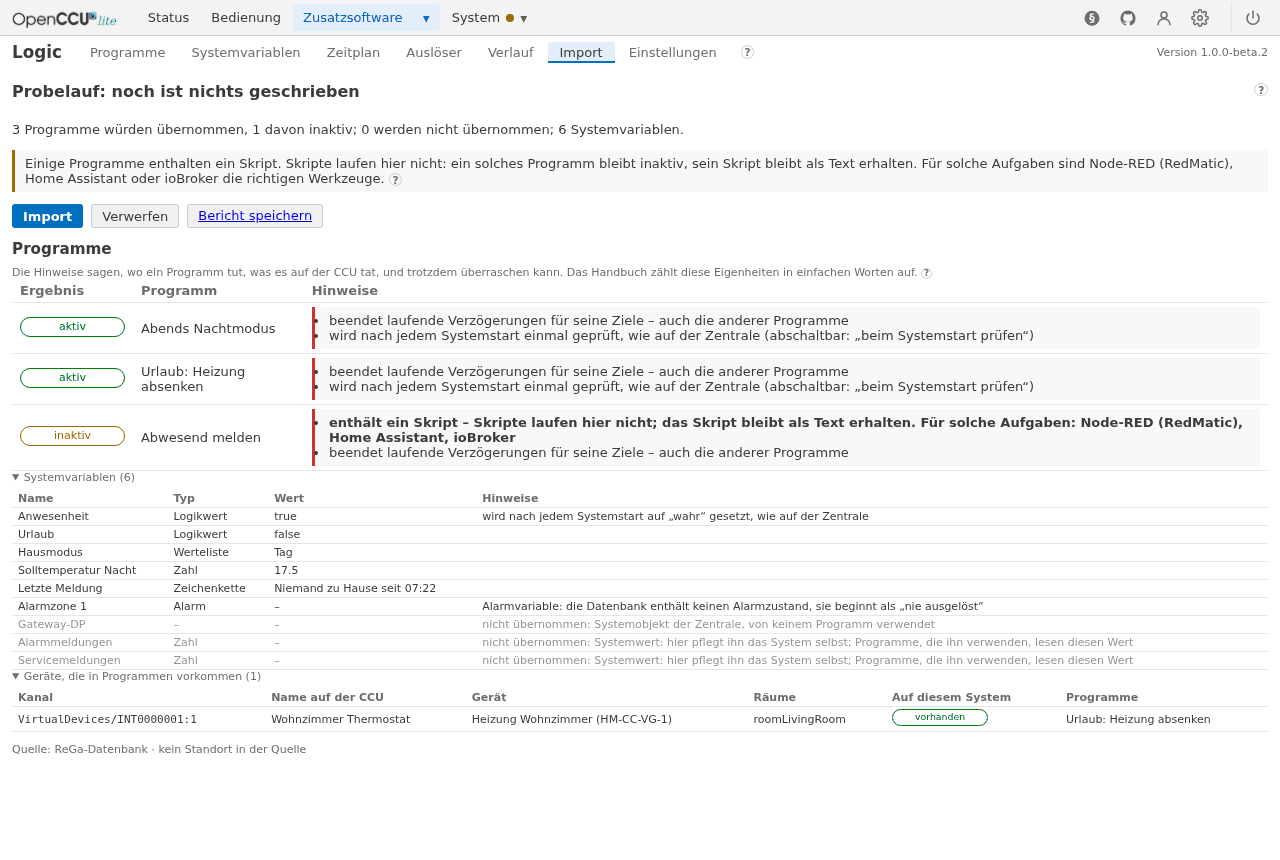 OpenCCU lite Status Bedienung Zusatzsoftware ▼ System ▼
Logic Programme Systemvariablen Zeitplan Auslöser Verlauf Import Einstellungen ? Version 1.0.0-beta.2
Probelauf: noch ist nichts geschrieben ?
3 Programme würden übernommen, 1 davon inaktiv; 0 werden nicht übernommen; 6 Systemvariablen.
Einige Programme enthalten ein Skript. Skripte laufen hier nicht: ein solches Programm bleibt inaktiv, sein Skript bleibt als Text erhalten. Für solche Aufgaben sind Node-RED (RedMatic),
Home Assistant oder ioBroker die richtigen Werkzeuge. ?
Import Verwerfen Bericht speichern
Programme
Die Hinweise sagen, wo ein Programm tut, was es auf der CCU tat, und trotzdem überraschen kann. Das Handbuch zählt diese Eigenheiten in einfachen Worten auf. ?
Ergebnis Programm Hinweise
aktiv Abends Nachtmodus
• beendet laufende Verzögerungen für seine Ziele – auch die anderer Programme
• wird nach jedem Systemstart einmal geprüft, wie auf der Zentrale (abschaltbar: „beim Systemstart prüfen“)
aktiv Urlaub: Heizung
absenken
• beendet laufende Verzögerungen für seine Ziele – auch die anderer Programme
• wird nach jedem Systemstart einmal geprüft, wie auf der Zentrale (abschaltbar: „beim Systemstart prüfen“)
inaktiv Abwesend melden
• enthält ein Skript – Skripte laufen hier nicht; das Skript bleibt als Text erhalten. Für solche Aufgaben: Node-RED (RedMatic),
Home Assistant, ioBroker
• beendet laufende Verzögerungen für seine Ziele – auch die anderer Programme
▼ Systemvariablen (6)
Name Typ Wert Hinweise
Anwesenheit Logikwert true wird nach jedem Systemstart auf „wahr“ gesetzt, wie auf der Zentrale
Urlaub Logikwert false
Hausmodus Werteliste Tag
Solltemperatur Nacht Zahl 17.5
Letzte Meldung Zeichenkette Niemand zu Hause seit 07:22
Alarmzone 1 Alarm – Alarmvariable: die Datenbank enthält keinen Alarmzustand, sie beginnt als „nie ausgelöst“
Gateway-DP – – nicht übernommen: Systemobjekt der Zentrale, von keinem Programm verwendet
Alarmmeldungen Zahl – nicht übernommen: Systemwert: hier pflegt ihn das System selbst; Programme, die ihn verwenden, lesen diesen Wert
Servicemeldungen Zahl – nicht übernommen: Systemwert: hier pflegt ihn das System selbst; Programme, die ihn verwenden, lesen diesen Wert
▼ Geräte, die in Programmen vorkommen (1)
Kanal Name auf der CCU Gerät Räume Auf diesem System Programme
VirtualDevices/INT0000001:1 Wohnzimmer Thermostat Heizung Wohnzimmer (HM-CC-VG-1) roomLivingRoom vorhanden Urlaub: Heizung absenken
Quelle: ReGa-Datenbank · kein Standort in der Quelle